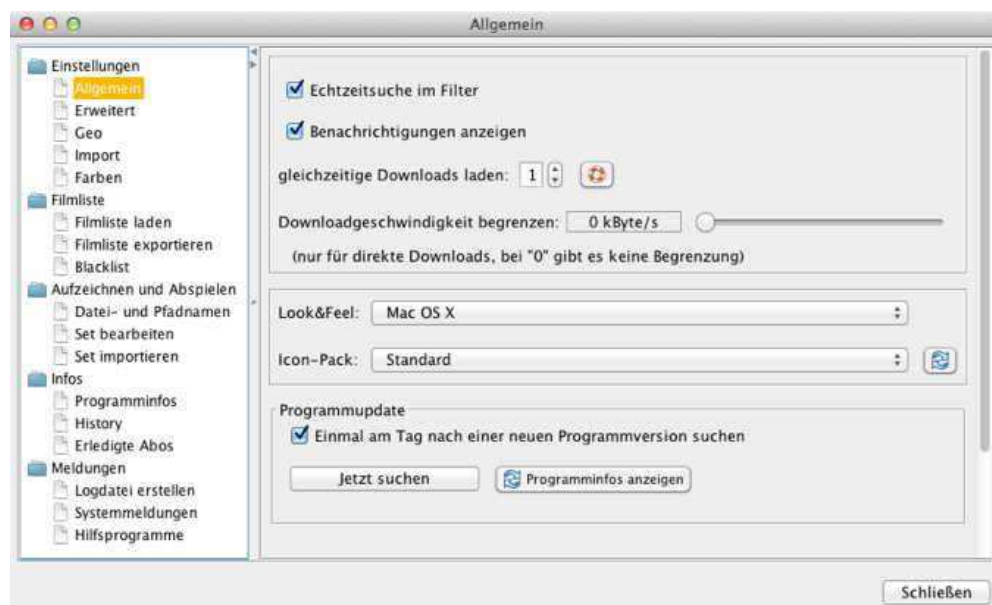 Allgemein
Einstellungen
Allgemein
Erweitert
Geo
Import
Farben
Filmliste
Filmliste laden
Filmliste exportieren
Blacklist
Aufzeichnen und Abspielen
Datei- und Pfadnamen
Set bearbeiten
Set importieren
Infos
Programminfos
History
Erledigte Abos
Meldungen
Logdatei erstellen
Systemmeldungen
Hilfsprogramme
Echtzeitsuche im Filter
Benachrichtigungen anzeigen
gleichzeitige Downloads laden: 1
Downloadgeschwindigkeit begrenzen: 0 kByte/s
(nur für direkte Downloads, bei "0" gibt es keine Begrenzung)
Look&Feel: Mac OS X
Icon-Pack: Standard
Programmupdate
Einmal am Tag nach einer neuen Programmversion suchen
Jetzt suchen Programminfos anzeigen
Schließen